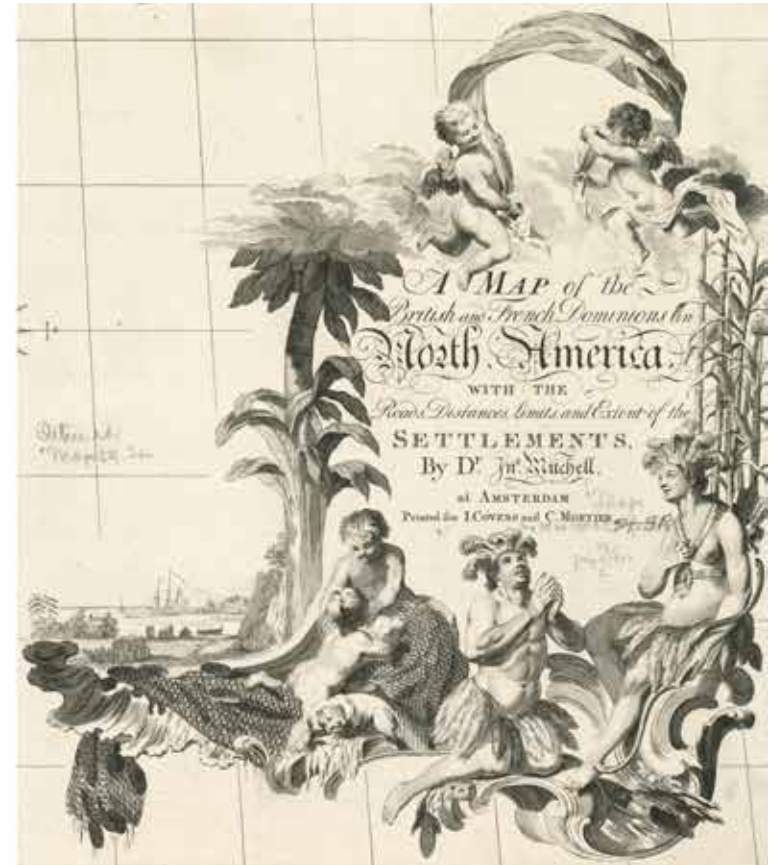 A MAP of the
British and French Dominions in
North America.
WITH THE
Roads, Distances, Limits, and Extent of the
SETTLEMENTS,
By Dr. Jno. Mitchell.
at AMSTERDAM
Printed for I. COVENS and C. MORTIER